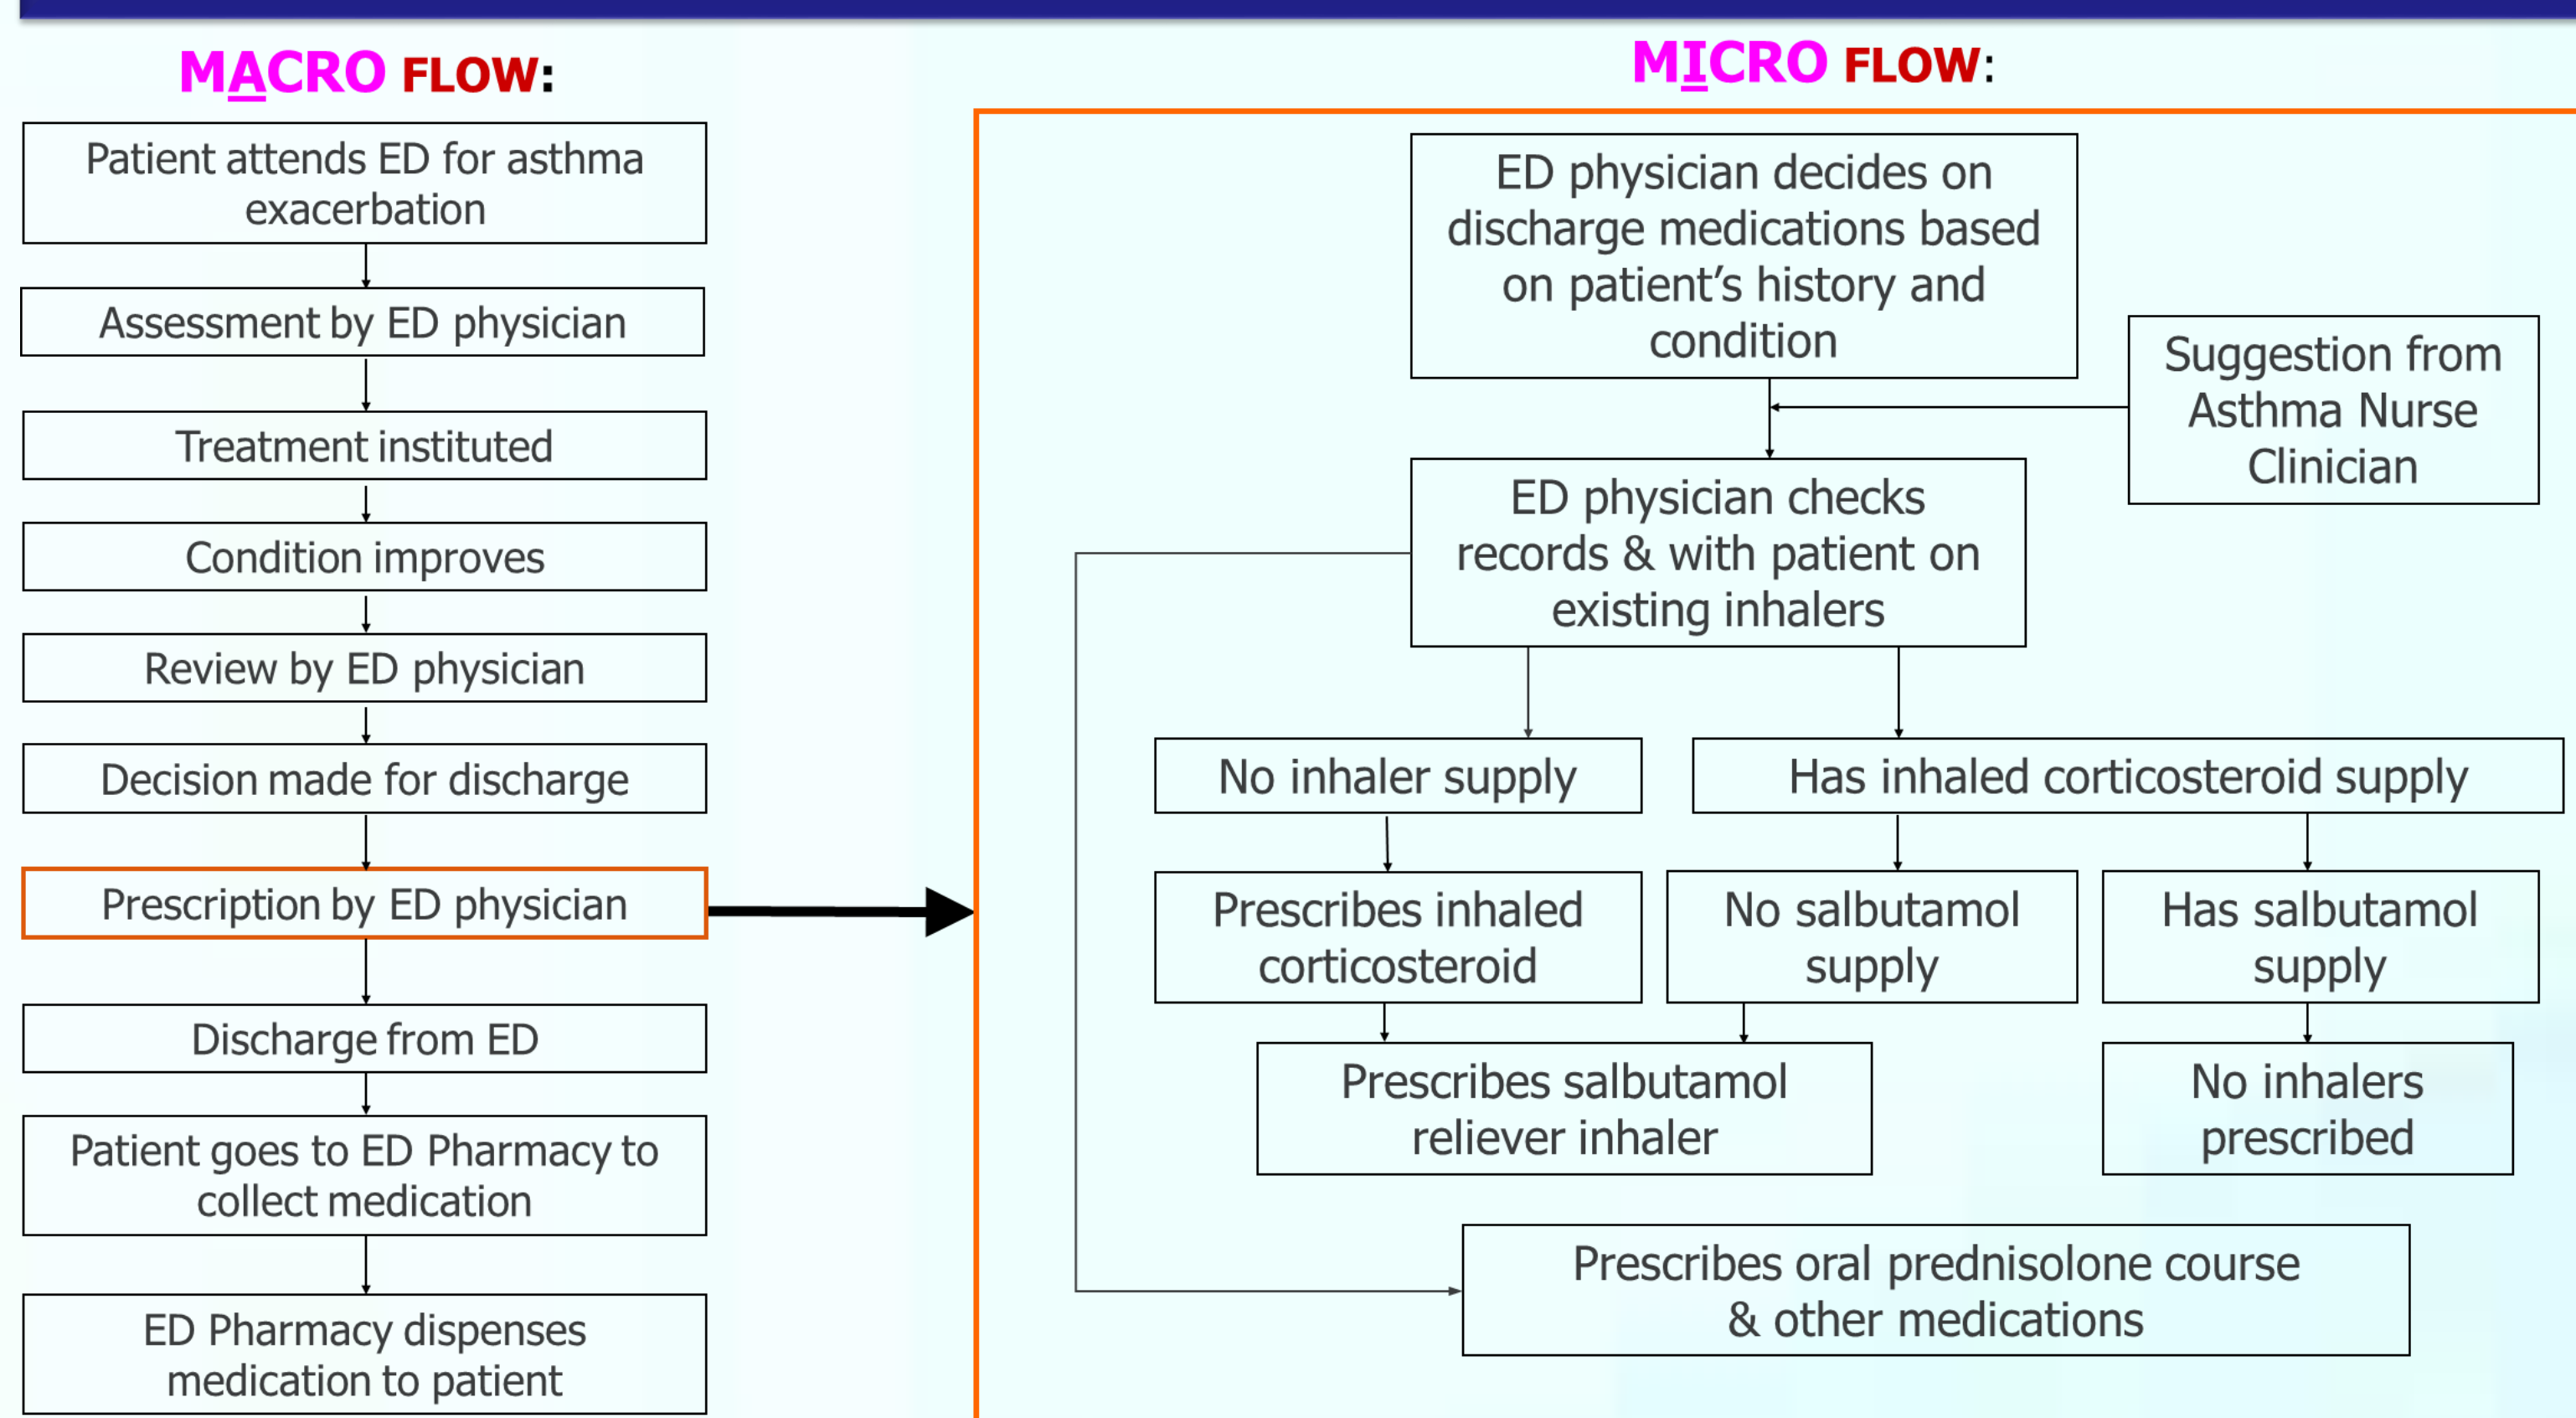 MACRO FLOW:
Patient attends ED for asthma
exacerbation
Assessment by ED physician
Treatment instituted
Condition improves
Review by ED physician
Decision made for discharge
Prescription by ED physician
Discharge from ED
Patient goes to ED Pharmacy to
collect medication
ED Pharmacy dispenses
medication to patient
MICRO FLOW:
ED physician decides on
discharge medications based
on patient’s history and
condition
Suggestion from
Asthma Nurse
Clinician
ED physician checks
records & with patient on
existing inhalers
No inhaler supply
Has inhaled corticosteroid supply
Prescribes inhaled
corticosteroid
No salbutamol
supply
Has salbutamol
supply
Prescribes salbutamol
reliever inhaler
No inhalers
prescribed
Prescribes oral prednisolone course
& other medications